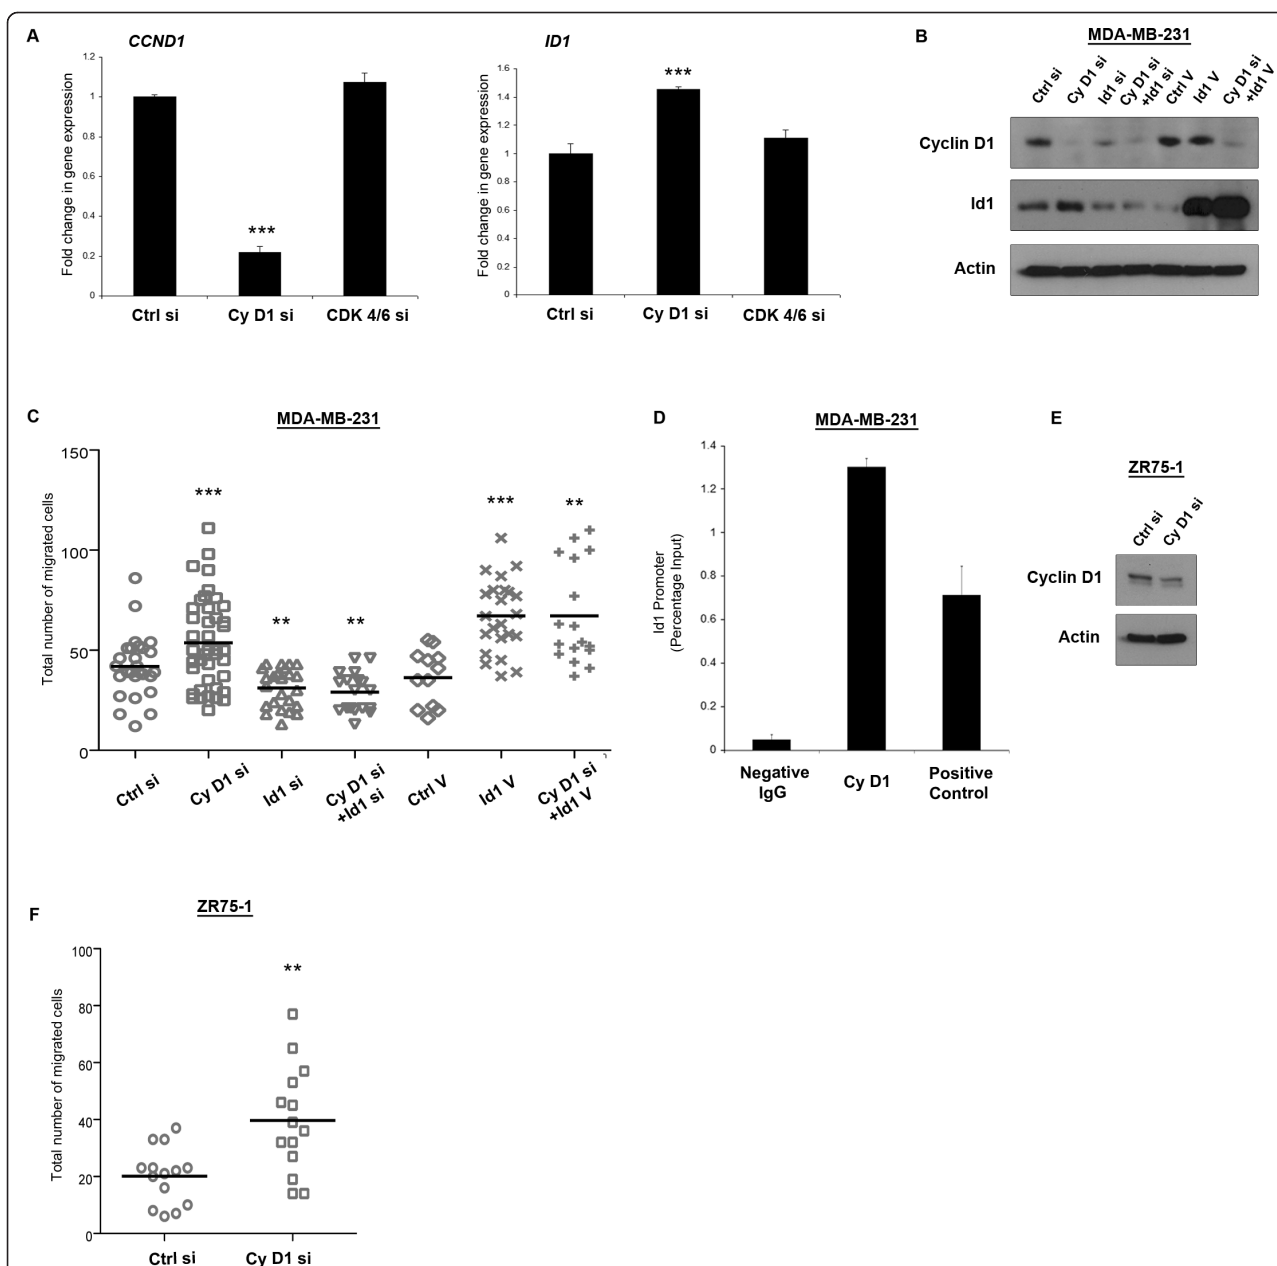 A
CCND1
Fold change in gene expression
1.2
1
0.8
0.6
0.4
0.2
0
***
Ctrl si
Cy D1 si
CDK 4/6 si
ID1
Fold change in gene expression
1.6
1.4
1.2
1
0.8
0.6
0.4
0.2
0
***
Ctrl si
Cy D1 si
CDK 4/6 si
B
MDA-MB-231
Ctrl si
Cy D1 si
Id1 si
Cy D1 si
+Id1 si
Ctrl V
Id1 V
Cy D1 si
+Id1 V
Cyclin D1
Id1
Actin
C
MDA-MB-231
Total number of migrated cells
150
100
50
0
***
**
**
***
**
Ctrl si
Cy D1 si
Id1 si
Cy D1 si
+Id1 si
Ctrl V
Id1 V
Cy D1 si
+Id1 V
D
MDA-MB-231
Id1 Promoter
(Percentage Input)
1.4
1.2
1
0.8
0.6
0.4
0.2
0
Negative
IgG
Cy D1
Positive
Control
E
ZR75-1
Ctrl si
Cy D1 si
Cyclin D1
Actin
F
ZR75-1
Total number of migrated cells
100
80
60
40
20
0
**
Ctrl si
Cy D1 si